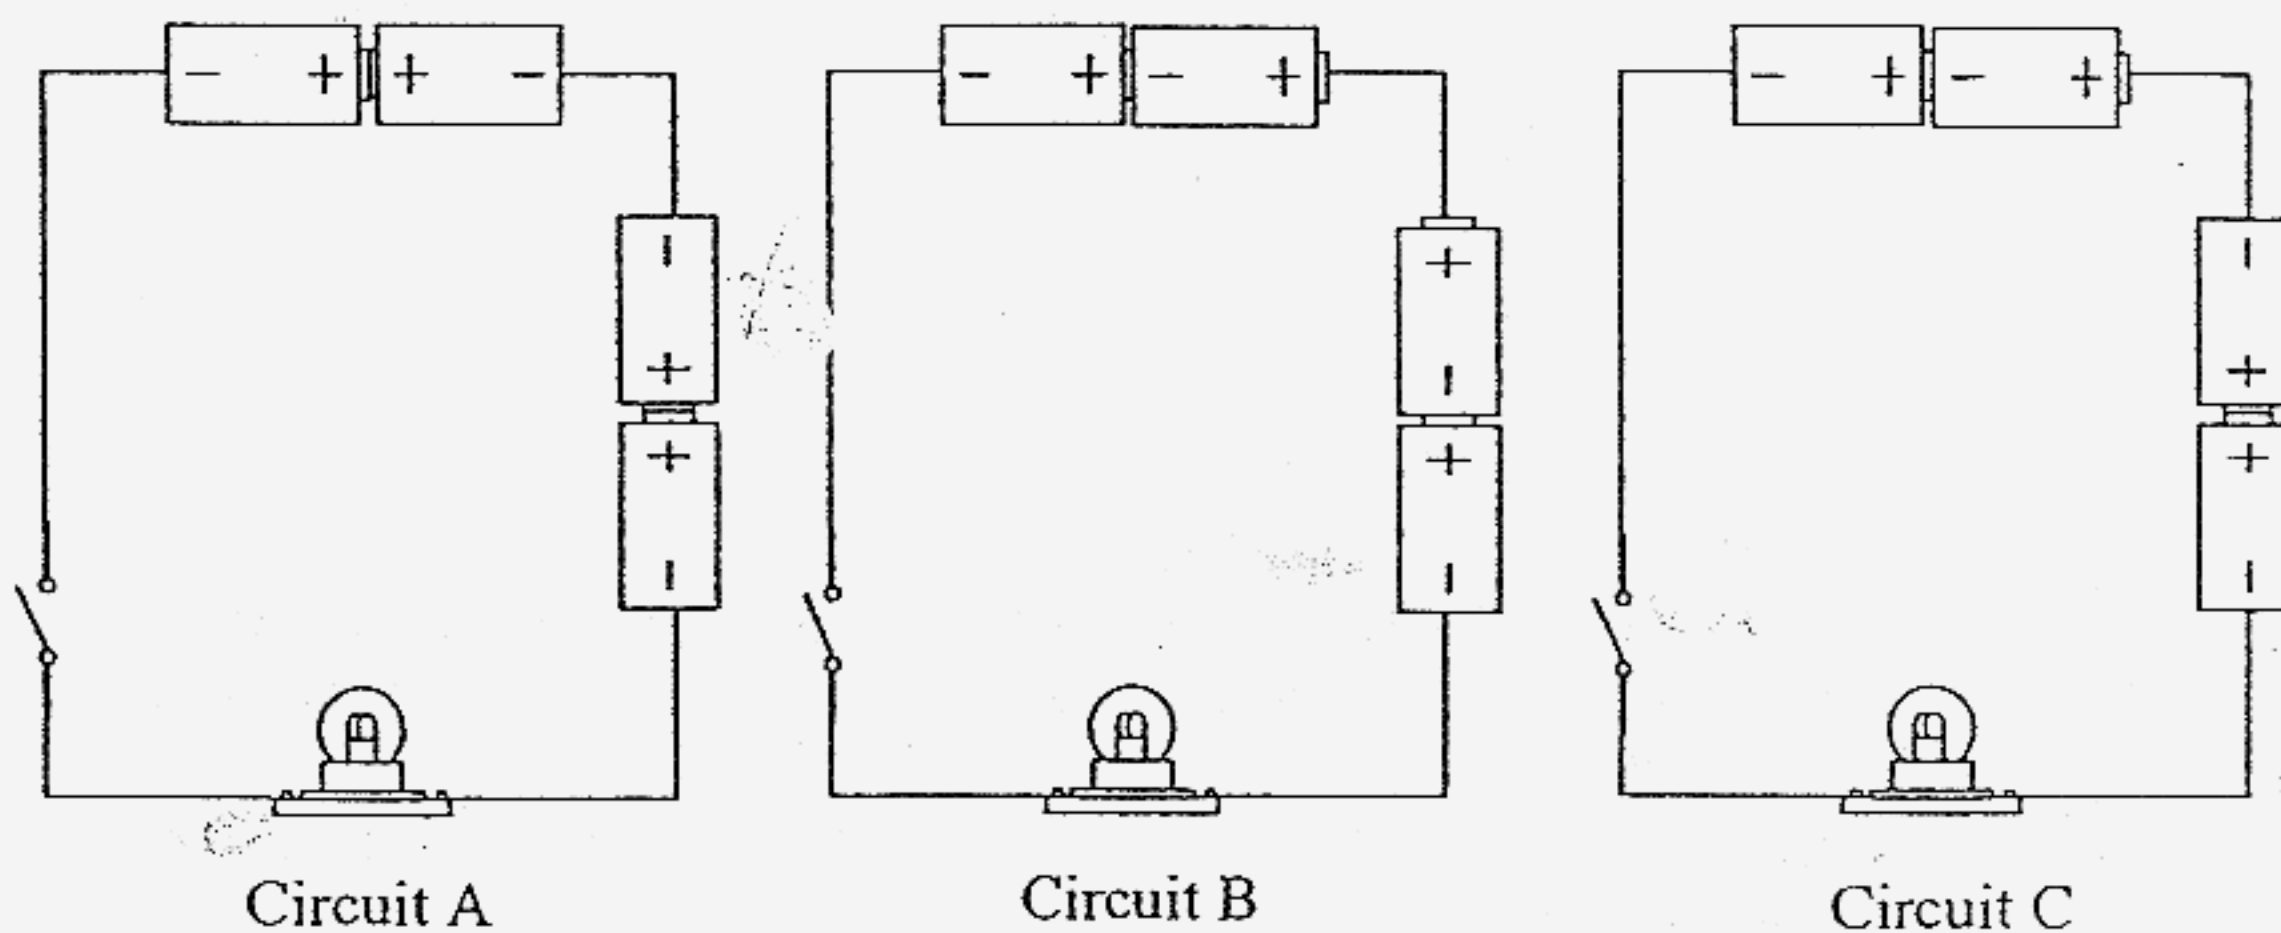 − + + −
− + − +
− + − +
−
+
+
−
+
−
+
−
−
+
+
−
Circuit A
Circuit B
Circuit C